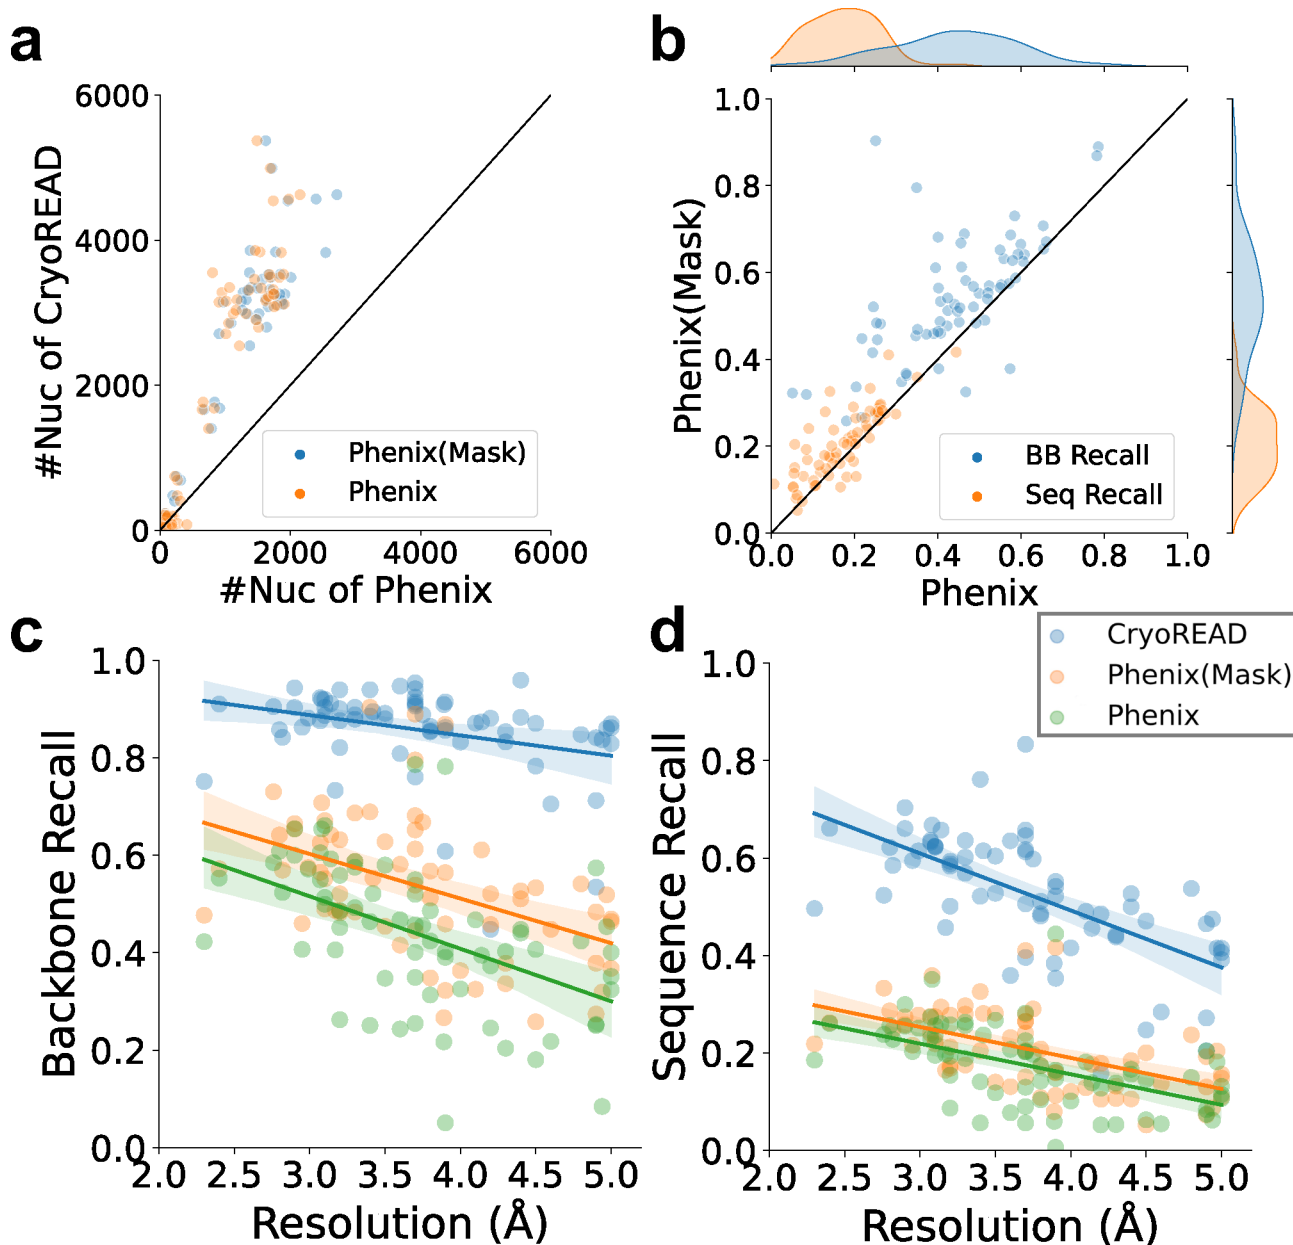 a
6000
4000
2000
0
#Nuc of CryoREAD
Phenix(Mask)
Phenix
0
2000
4000
6000
#Nuc of Phenix
b
1.0
0.8
0.6
0.4
0.2
0.0
Phenix(Mask)
BB Recall
Seq Recall
0.0
0.2
0.4
0.6
0.8
1.0
Phenix
c
1.0
0.8
0.6
0.4
0.2
0.0
Backbone Recall
2.0
2.5
3.0
3.5
4.0
4.5
5.0
Resolution (Å)
d
CryoREAD
Phenix(Mask)
Phenix
1.0
0.8
0.6
0.4
0.2
0.0
Sequence Recall
2.0
2.5
3.0
3.5
4.0
4.5
5.0
Resolution (Å)